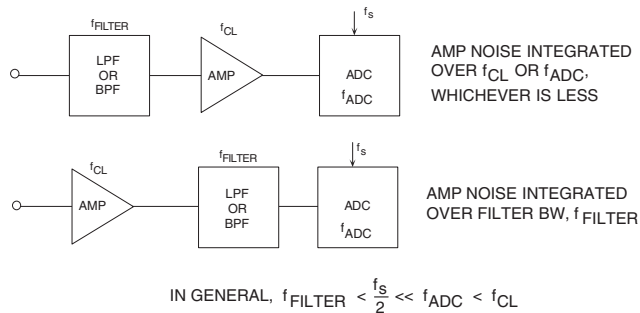 fFILTER
fCL
fs
LPF
OR
BPF
AMP
ADC
fADC
AMP NOISE INTEGRATED
OVER fCL OR fADC,
WHICHEVER IS LESS
fCL
fFILTER
fs
AMP
LPF
OR
BPF
ADC
fADC
AMP NOISE INTEGRATED
OVER FILTER BW, fFILTER
IN GENERAL, fFILTER < fs/2 << fADC < fCL